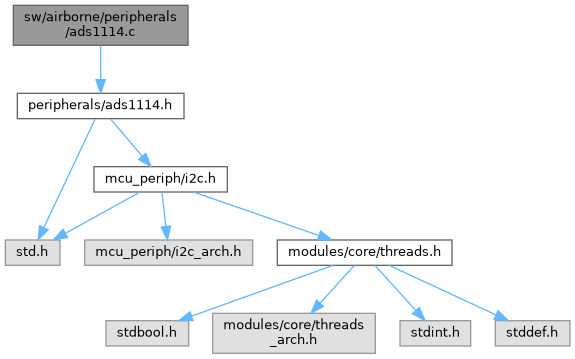 sw/airborne/peripherals
/ads1114.c
peripherals/ads1114.h
mcu_periph/i2c.h
std.h
mcu_periph/i2c_arch.h
modules/core/threads.h
stdbool.h
modules/core/threads
_arch.h
stdint.h
stddef.h